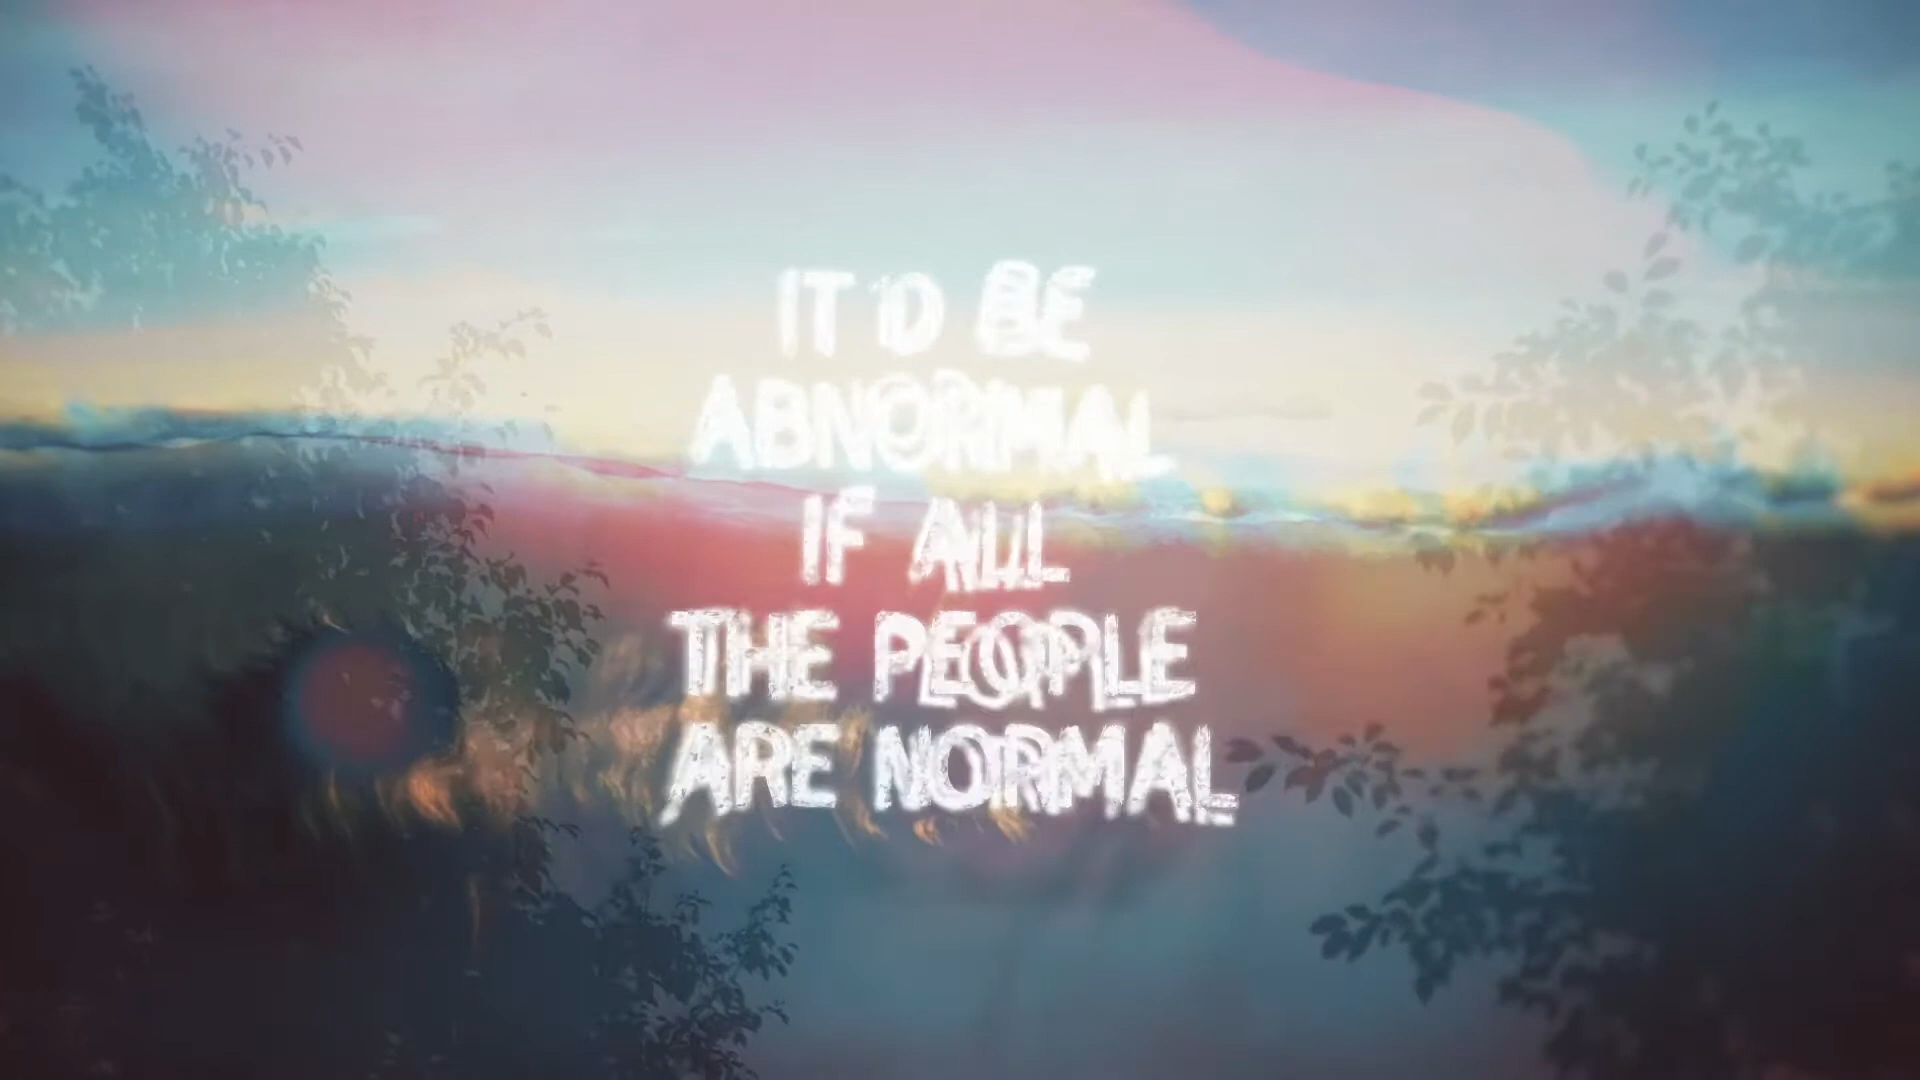 IT D BE
ABNORMAL
IF ALL
THE PEOPLE
ARE NORMAL